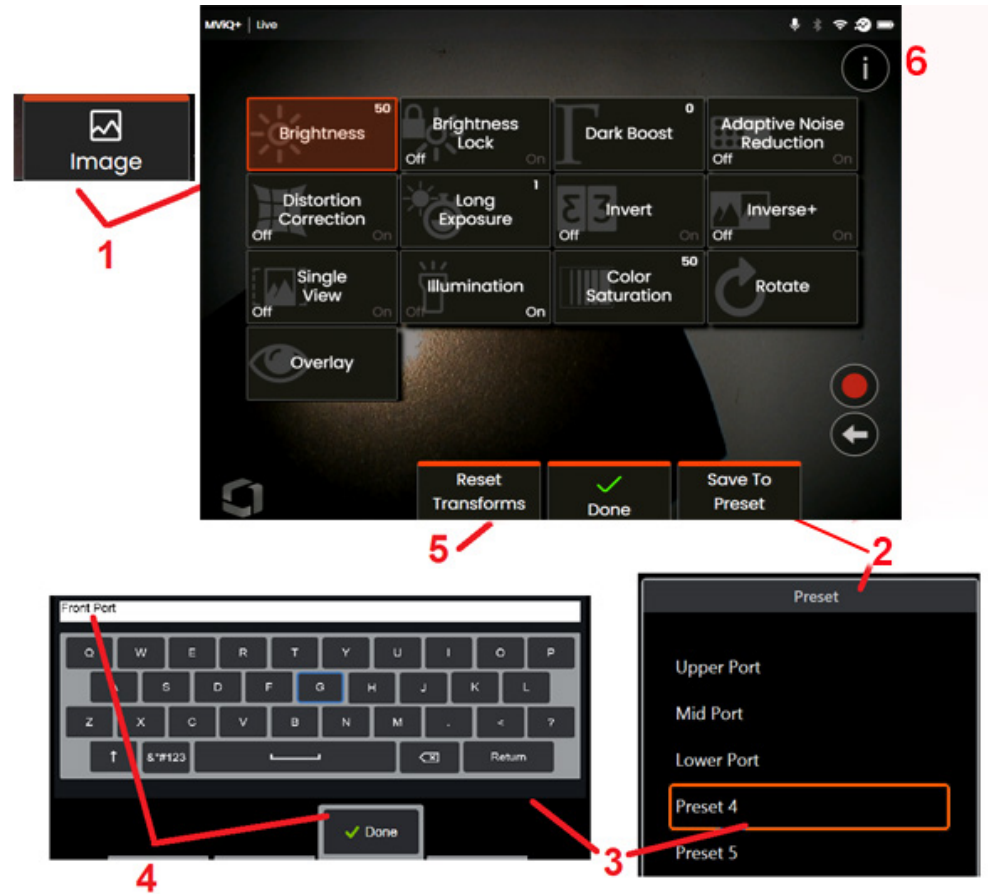 MViQ+ | Live
6
i
Image
1
50
Brightness
Brightness
Lock
Off On
0
Dark Boost
Adaptive Noise
Reduction
Off On
Distortion
Correction
Off On
1
Long
Exposure
Invert
Off On
Inverse+
Off On
Single
View
Off On
Illumination
Off On
50
Color
Saturation
Rotate
Overlay
Reset
Transforms
Done
Save To
Preset
5
2
Front Port
Q W E R T Y U I O P
A S D F G H J K L
Z X C V B N M . < ?
↑ &*#123 Return
Done
4
3
Preset
Upper Port
Mid Port
Lower Port
Preset 4
Preset 5